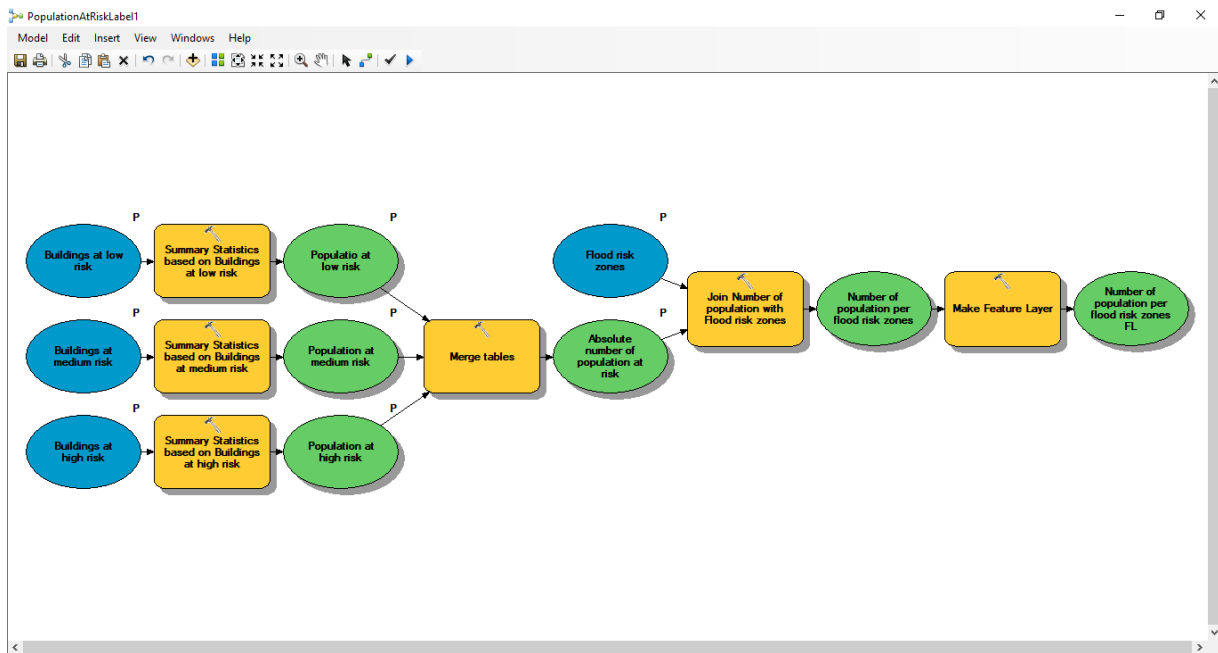 PopulationAtRiskLabel1
Model Edit Insert View Windows Help
P
Buildings at low
risk
Summary Statistics
based on Buildings
at low risk
P
Populatio at
low risk
P
Buildings at
medium risk
Summary Statistics
based on Buildings
at medium risk
P
Population at
medium risk
P
Buildings at
high risk
Summary Statistics
based on Buildings
at high risk
P
Population at
high risk
Merge tables
P
Flood risk
zones
P
Absolute
number of
population at
risk
Join Number of
population with
Flood risk zones
Number of
population per
flood risk zones
Make Feature Layer
Number of
population per
flood risk zones
FL